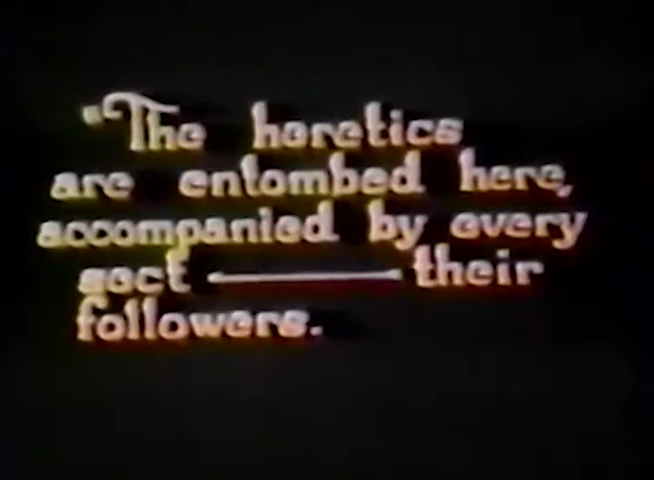 "The heretics
are entombed here,
accompanied by every
sect — their
followers.